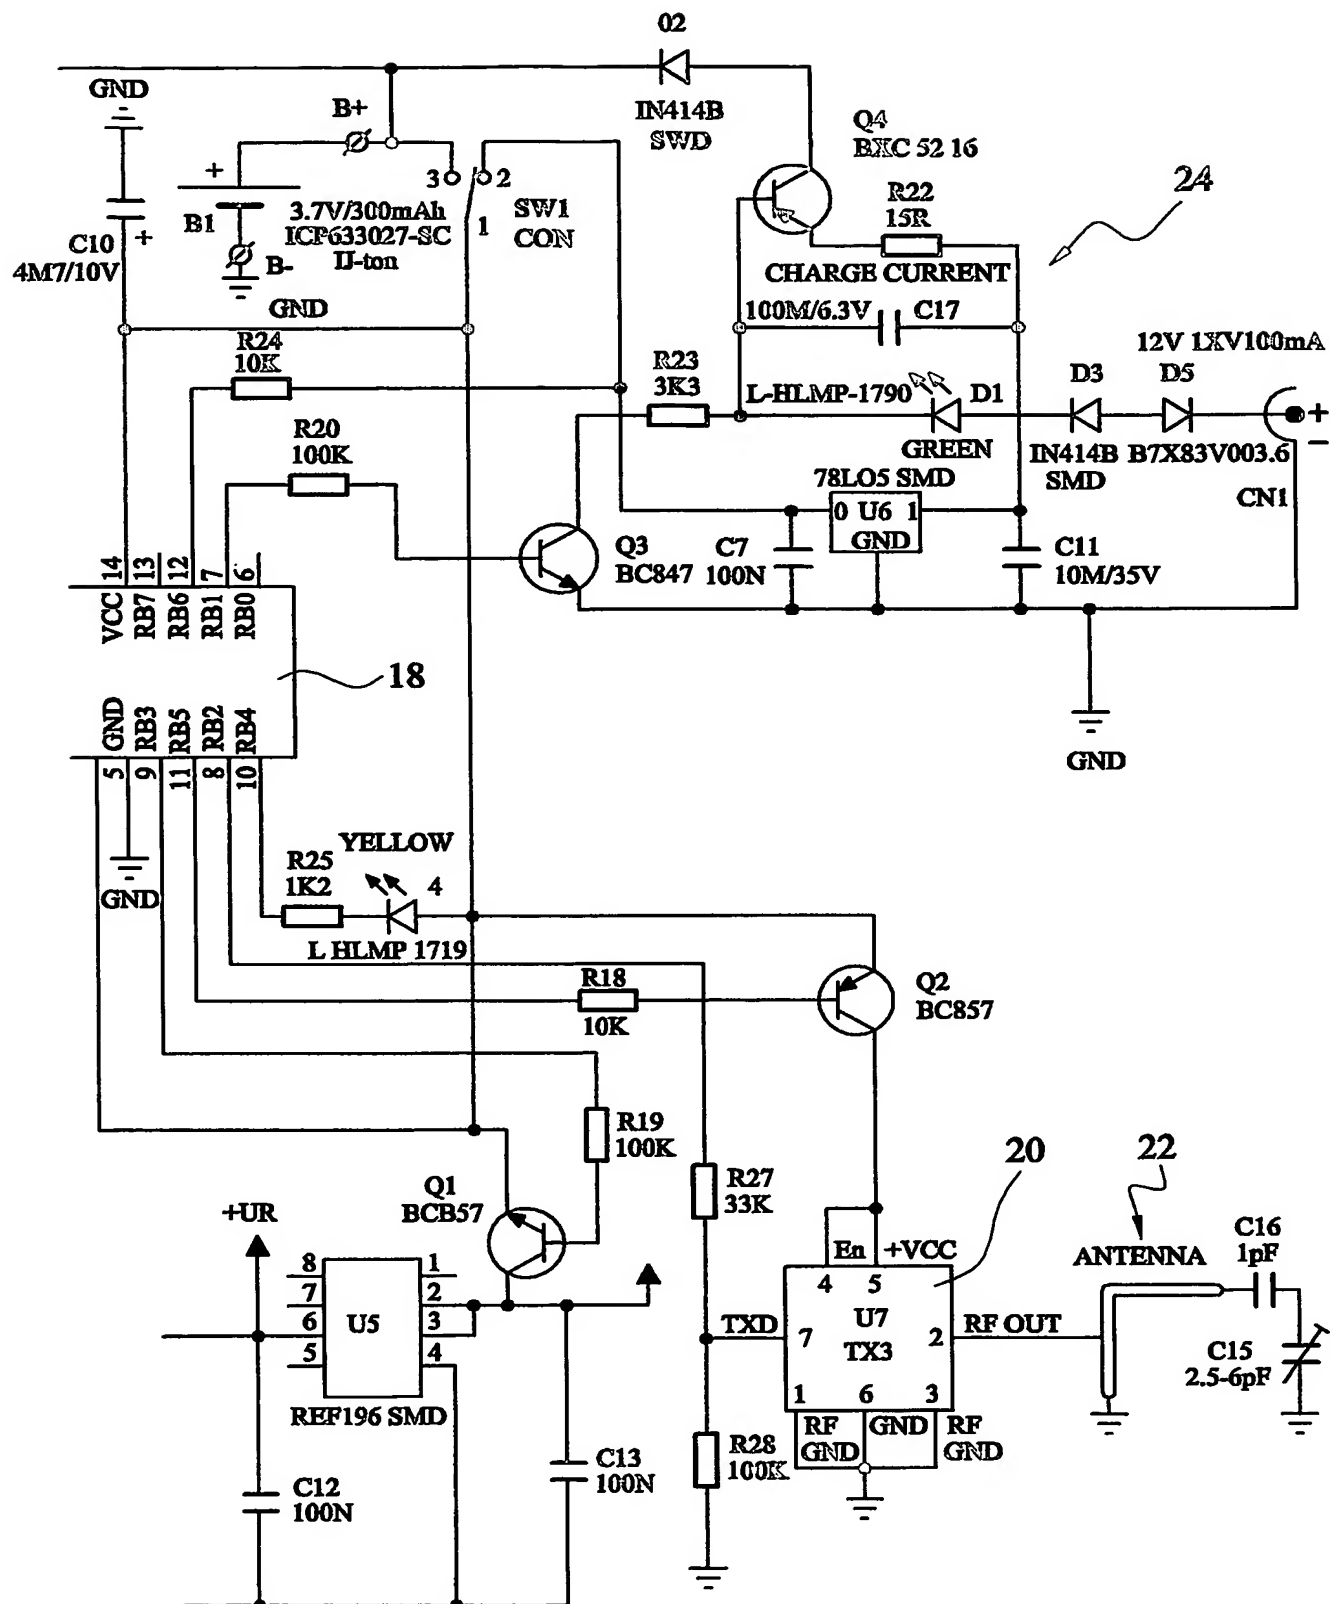 02
IN414B
SWD
GND
B+
Q4
BXC 52 16
24
+
3
2
R22
15R
B1
3.7V/300mAh
ICP633027-SC
IJ-ton
1
SW1
CON
C10
+
4M7/10V
B-
CHARGE CURRENT
GND
100M/6.3V
C17
R24
10K
12V 1XV100mA
R23
3K3
D3
D5
L-HLMP-1790
D1
+
-
R20
100K
GREEN
IN414B
SMD
B7X83V003.6
78LO5 SMD
CN1
0 U6 1
GND
Q3
BC847
C7
100N
C11
10M/35V
14
13
12
7
6
VCC
RB7
RB6
RB1
RB0
18
GND
RB3
RB5
RB2
RB4
5
9
11
8
10
GND
GND
YELLOW
R25
1K2
4
L HLMP 1719
R18
10K
Q2
BC857
R19
100K
20
22
R27
33K
Q1
BCB57
+UR
En
+VCC
ANTENNA
C16
1pF
8
7
6
5
U5
1
2
3
4
REF196 SMD
4
5
TXD
7
U7
TX3
2
RF OUT
C15
2.5-6pF
1
6
3
RF
GND
GND
RF
GND
R28
100K
C13
100N
C12
100N